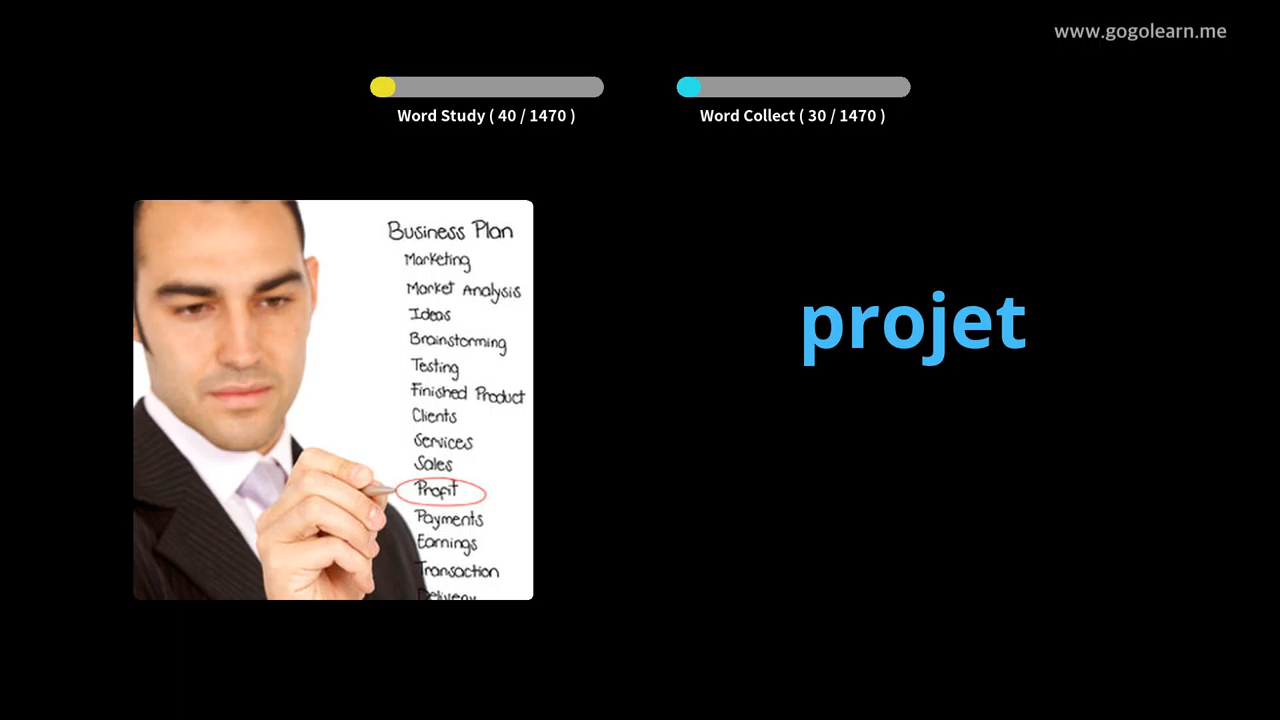 www.gogolearn.me
Word Study ( 40 / 1470 )
Word Collect ( 30 / 1470 )
Business Plan
Marketing
Market Analysis
Ideas
Brainstorming
Testing
Finished Product
Clients
Services
Sales
Profit
Payments
Earnings
Transaction
Delivery
projet